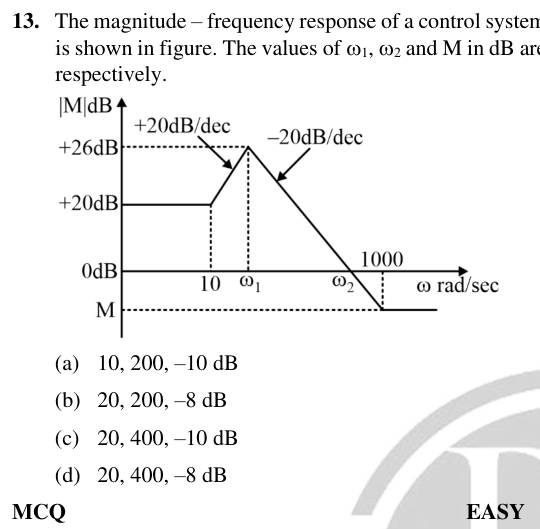 13. The magnitude – frequency response of a control system
is shown in figure. The values of ω₁, ω₂ and M in dB are
respectively.
|M|dB
+20dB/dec
–20dB/dec
+26dB
+20dB
1000
0dB
10 ω₁ ω₂ ω rad/sec
M
(a) 10, 200, –10 dB
(b) 20, 200, –8 dB
(c) 20, 400, –10 dB
(d) 20, 400, –8 dB
MCQ EASY